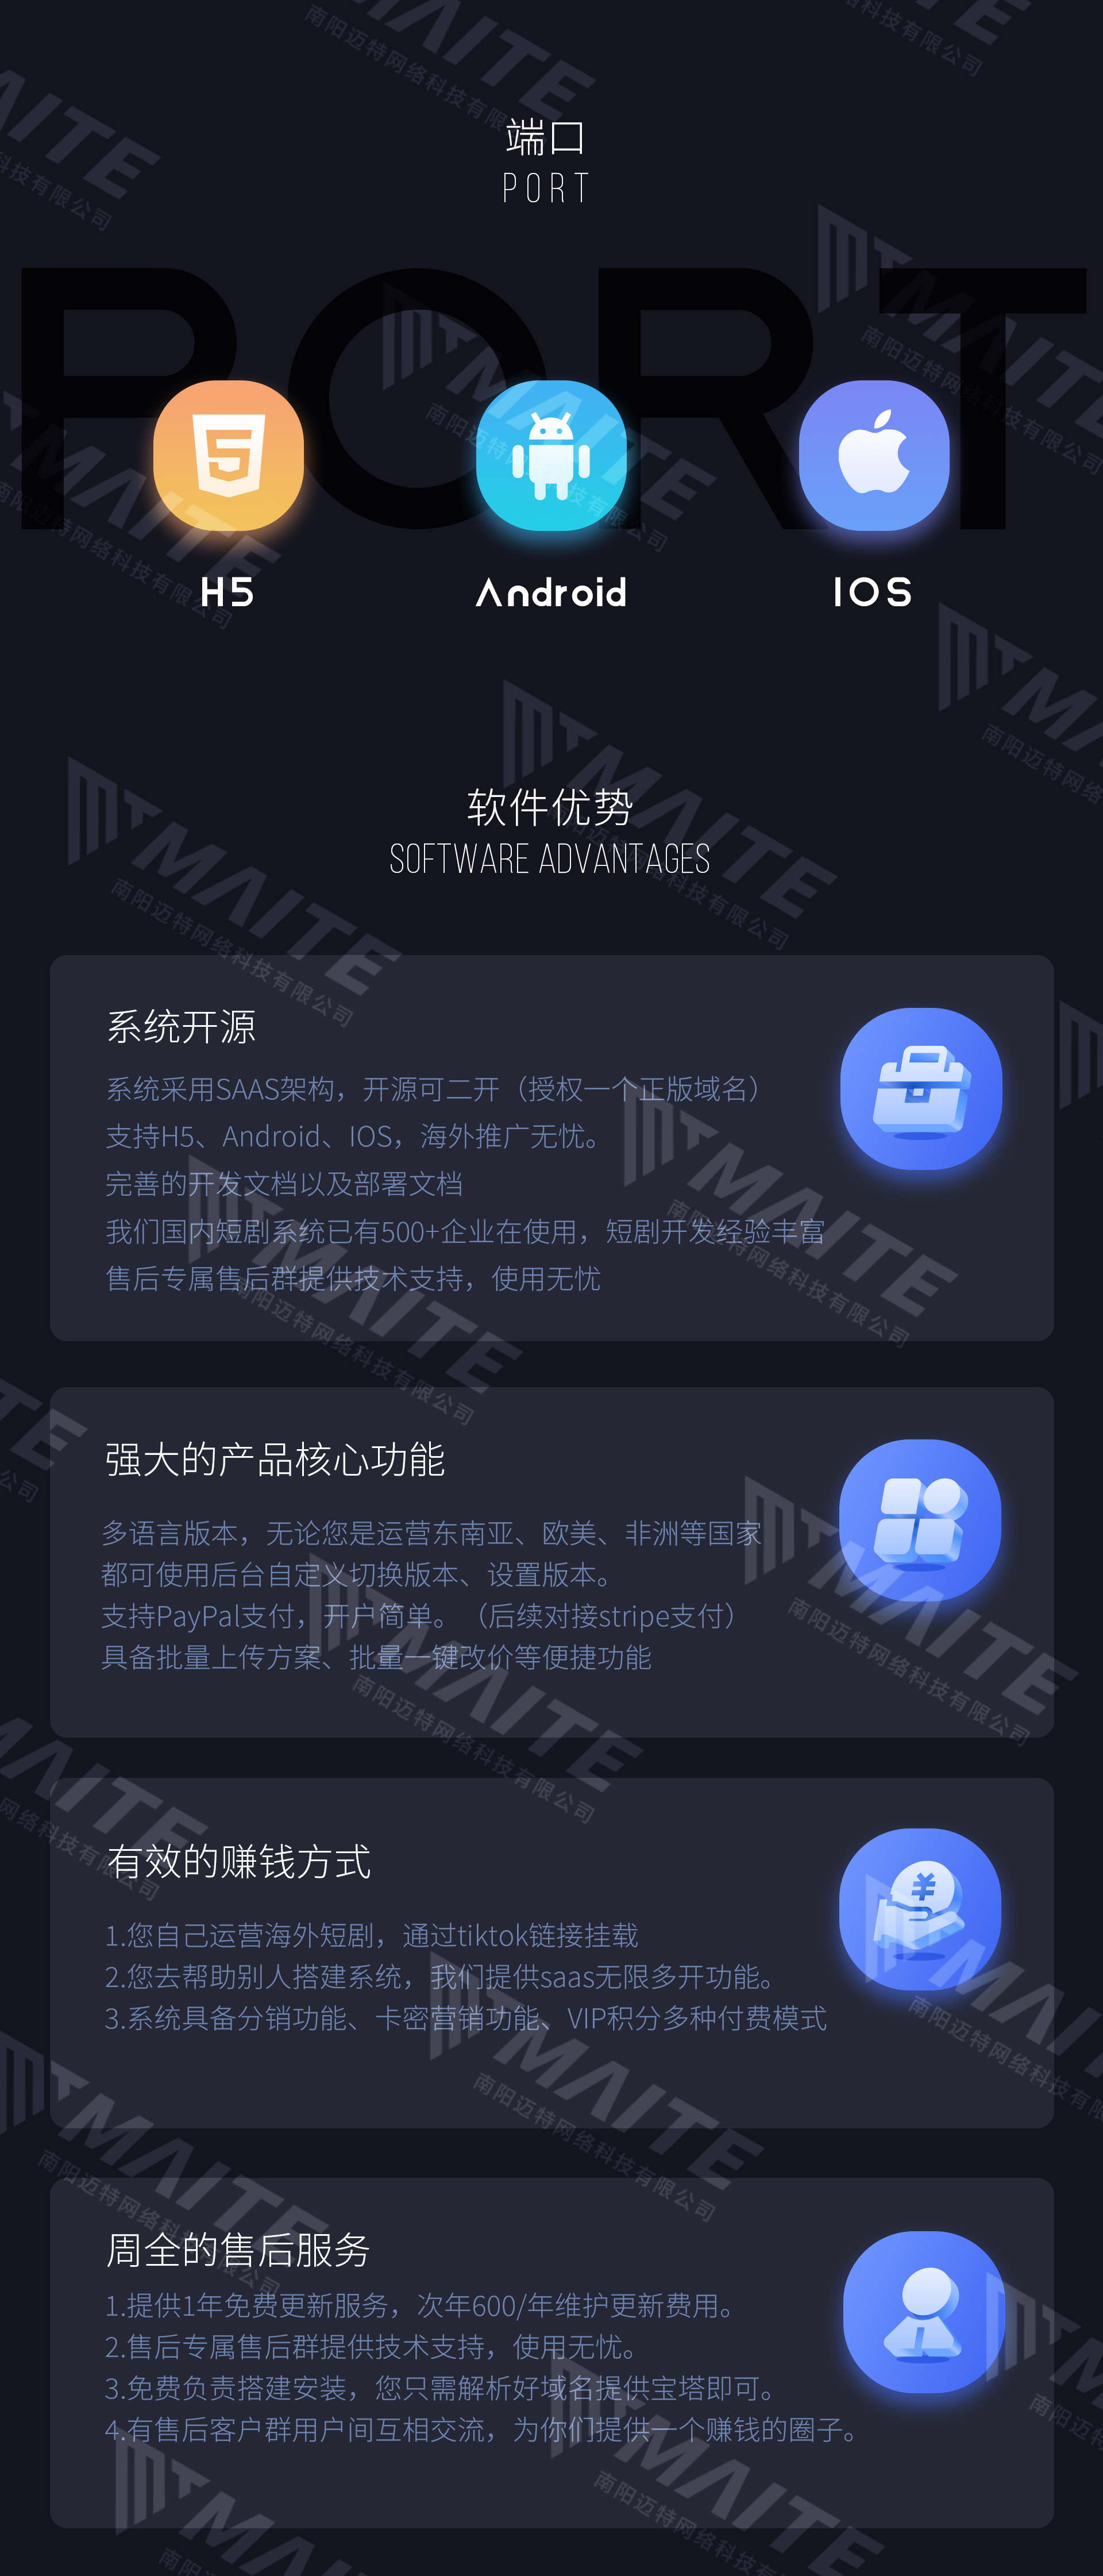 端口
PORT
PORT
H5
Android
IOS
软件优势
SOFTWARE ADVANTAGES
系统开源
系统采用SAAS架构，开源可二开（授权一个正版域名）
支持H5、Android、IOS，海外推广无忧。
完善的开发文档以及部署文档
我们国内短剧系统已有500+企业在使用，短剧开发经验丰富
售后专属售后群提供技术支持，使用无忧
强大的产品核心功能
多语言版本，无论您是运营东南亚、欧美、非洲等国家
都可使用后台自定义切换版本、设置版本。
支持PayPal支付，开户简单。（后续对接stripe支付）
具备批量上传方案、批量一键改价等便捷功能
有效的赚钱方式
1.您自己运营海外短剧，通过tiktok链接挂载
2.您去帮助别人搭建系统，我们提供saas无限多开功能。
3.系统具备分销功能、卡密营销功能、VIP积分多种付费模式
周全的售后服务
1.提供1年免费更新服务，次年600/年维护更新费用。
2.售后专属售后群提供技术支持，使用无忧。
3.免费负责搭建安装，您只需解析好域名提供宝塔即可。
4.有售后客户群用户间互相交流，为你们提供一个赚钱的圈子。
MAITE
南阳迈特网络科技有限公司